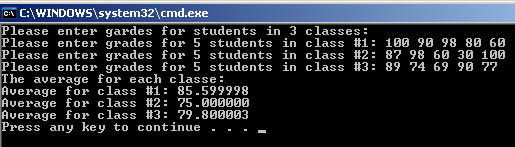 C:\WINDOWS\system32\cmd.exe
Please enter gardes for students in 3 classes:
Please enter grades for 5 students in class #1: 100 90 98 80 60
Please enter grades for 5 students in class #2: 87 98 60 30 100
Please enter grades for 5 students in class #3: 89 74 69 90 77
The average for each classe:
Average for class #1: 85.599998
Average for class #2: 75.000000
Average for class #3: 79.800003
Press any key to continue . . . _